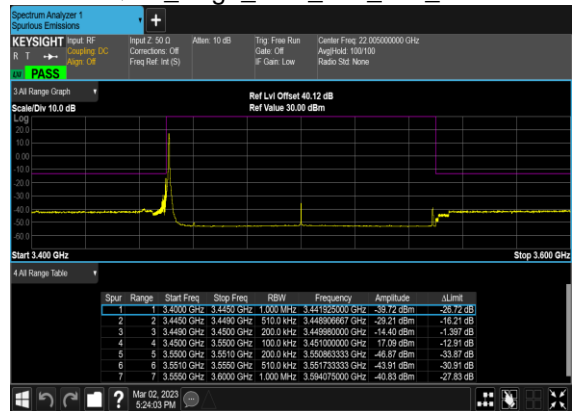 Spectrum Analyzer 1
Spurious Emissions
KEYSIGHT Input: RF Input Z: 50 Ω Atten: 10 dB Trig: Free Run Center Freq: 22.005000000 GHz
R T Coupling: DC Corrections: Off Gate: Off Avg|Hold: 100/100
Align: Off Freq Ref: Int (S) IF Gain: Low Radio Std: None
PASS
3 All Range Graph
Ref Lvl Offset 40.12 dB
Scale/Div 10.0 dB Ref Value 30.00 dBm
Log
20.0
10.0
0.00
-10.0
-20.0
-30.0
-40.0
-50.0
-60.0
Start 3.400 GHz Stop 3.600 GHz
4 All Range Table
Spur Range Start Freq Stop Freq RBW Frequency Amplitude ΔLimit
1 1 3.4000 GHz 3.4450 GHz 1.000 MHz 3.441925000 GHz -39.72 dBm -26.72 dB
2 2 3.4450 GHz 3.4490 GHz 510.0 kHz 3.448906667 GHz -29.21 dBm -16.21 dB
3 3 3.4490 GHz 3.4500 GHz 200.0 kHz 3.449980000 GHz -14.40 dBm -1.397 dB
4 4 3.4500 GHz 3.5500 GHz 100.0 kHz 3.451000000 GHz 17.09 dBm -12.91 dB
5 5 3.5500 GHz 3.5510 GHz 200.0 kHz 3.550863333 GHz -46.87 dBm -33.87 dB
6 6 3.5510 GHz 3.5550 GHz 510.0 kHz 3.551733333 GHz -43.91 dBm -30.91 dB
7 7 3.5550 GHz 3.6000 GHz 1.000 MHz 3.594075000 GHz -40.83 dBm -27.83 dB
Mar 02, 2023
5:24:03 PM